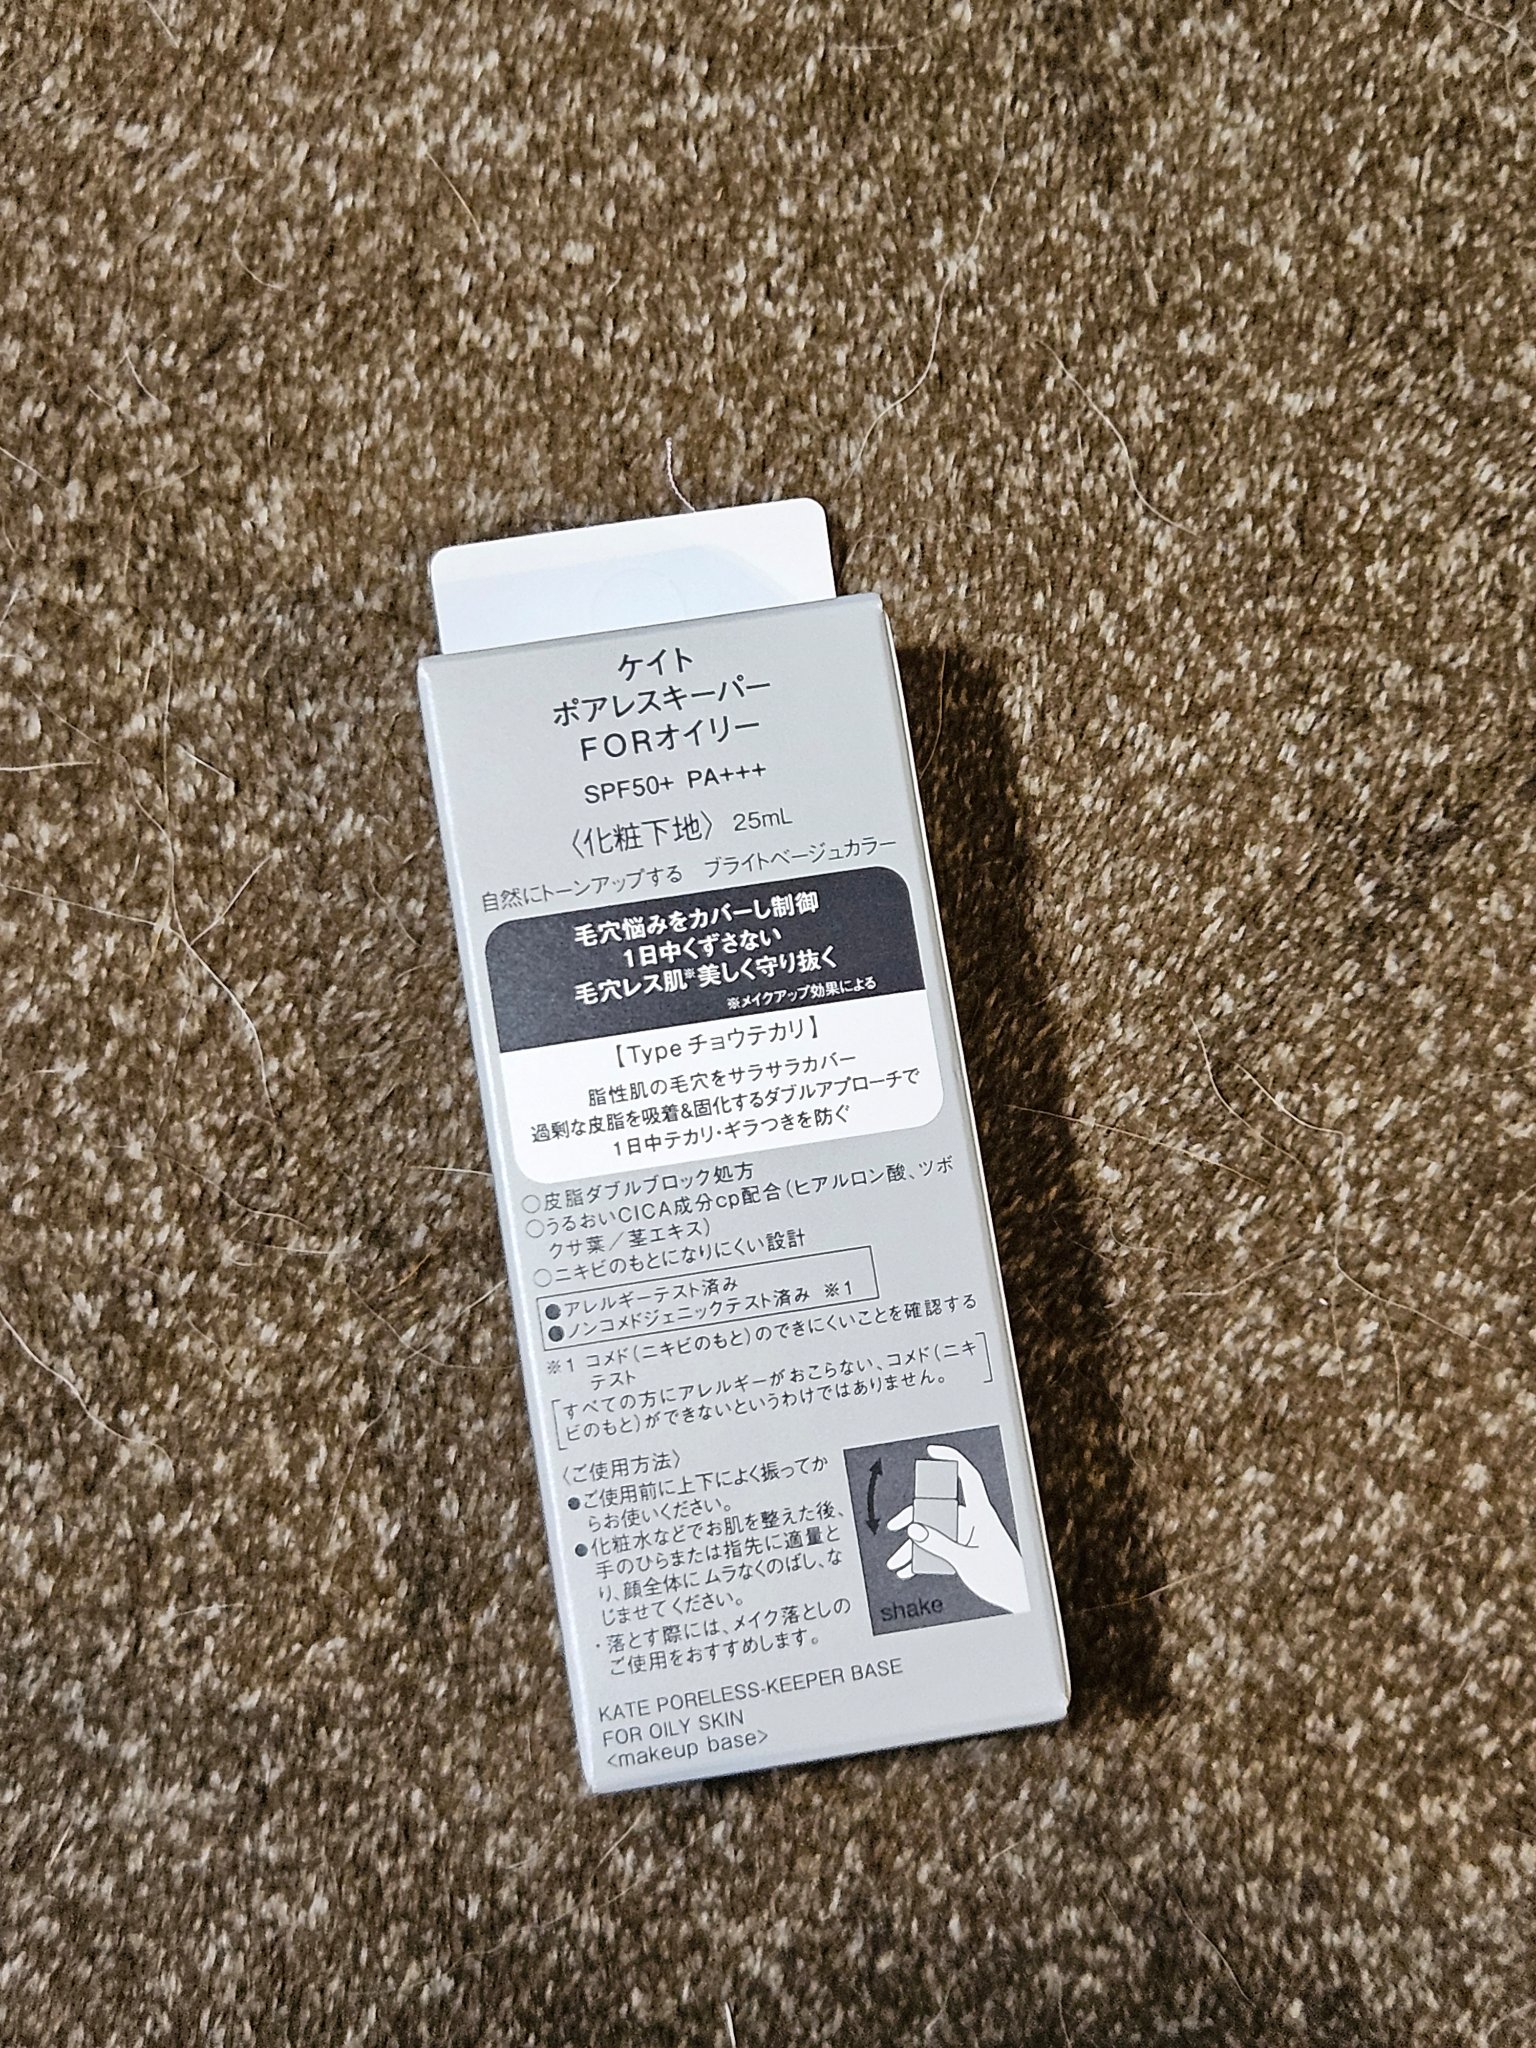 ケイト
ポアレスキーパー
FORオイリー
SPF50+ PA+++
〈化粧下地〉 25mL
自然にトーンアップする ブライトベージュカラー
毛穴悩みをカバーし制御
1日中くずさない
毛穴レス肌※美しく守り抜く
※メイクアップ効果による
【Typeチョウテカリ】
脂性肌の毛穴をサラサラカバー
過剰な皮脂を吸着&固化するダブルアプローチで
1日中テカリ・ギラつきを防ぐ
○皮脂ダブルブロック処方
○うるおいCICA成分cp配合(ヒアルロン酸、ツボ
クサ葉/茎エキス)
○ニキビのもとになりにくい設計
●アレルギーテスト済み
●ノンコメドジェニックテスト済み ※1
※1 コメド(ニキビのもと)のできにくいことを確認する
テスト
[すべての方にアレルギーがおこらない、コメド(ニキ
ビのもと)ができないというわけではありません。]
〈ご使用方法〉
●ご使用前に上下によく振ってか
らお使いください。
●化粧水などでお肌を整えた後、
手のひらまたは指先に適量と
り、顔全体にムラなくのばし、な
じませてください。
・落とす際には、メイク落としの
ご使用をおすすめします。
shake
KATE PORELESS-KEEPER BASE
FOR OILY SKIN
<makeup base>